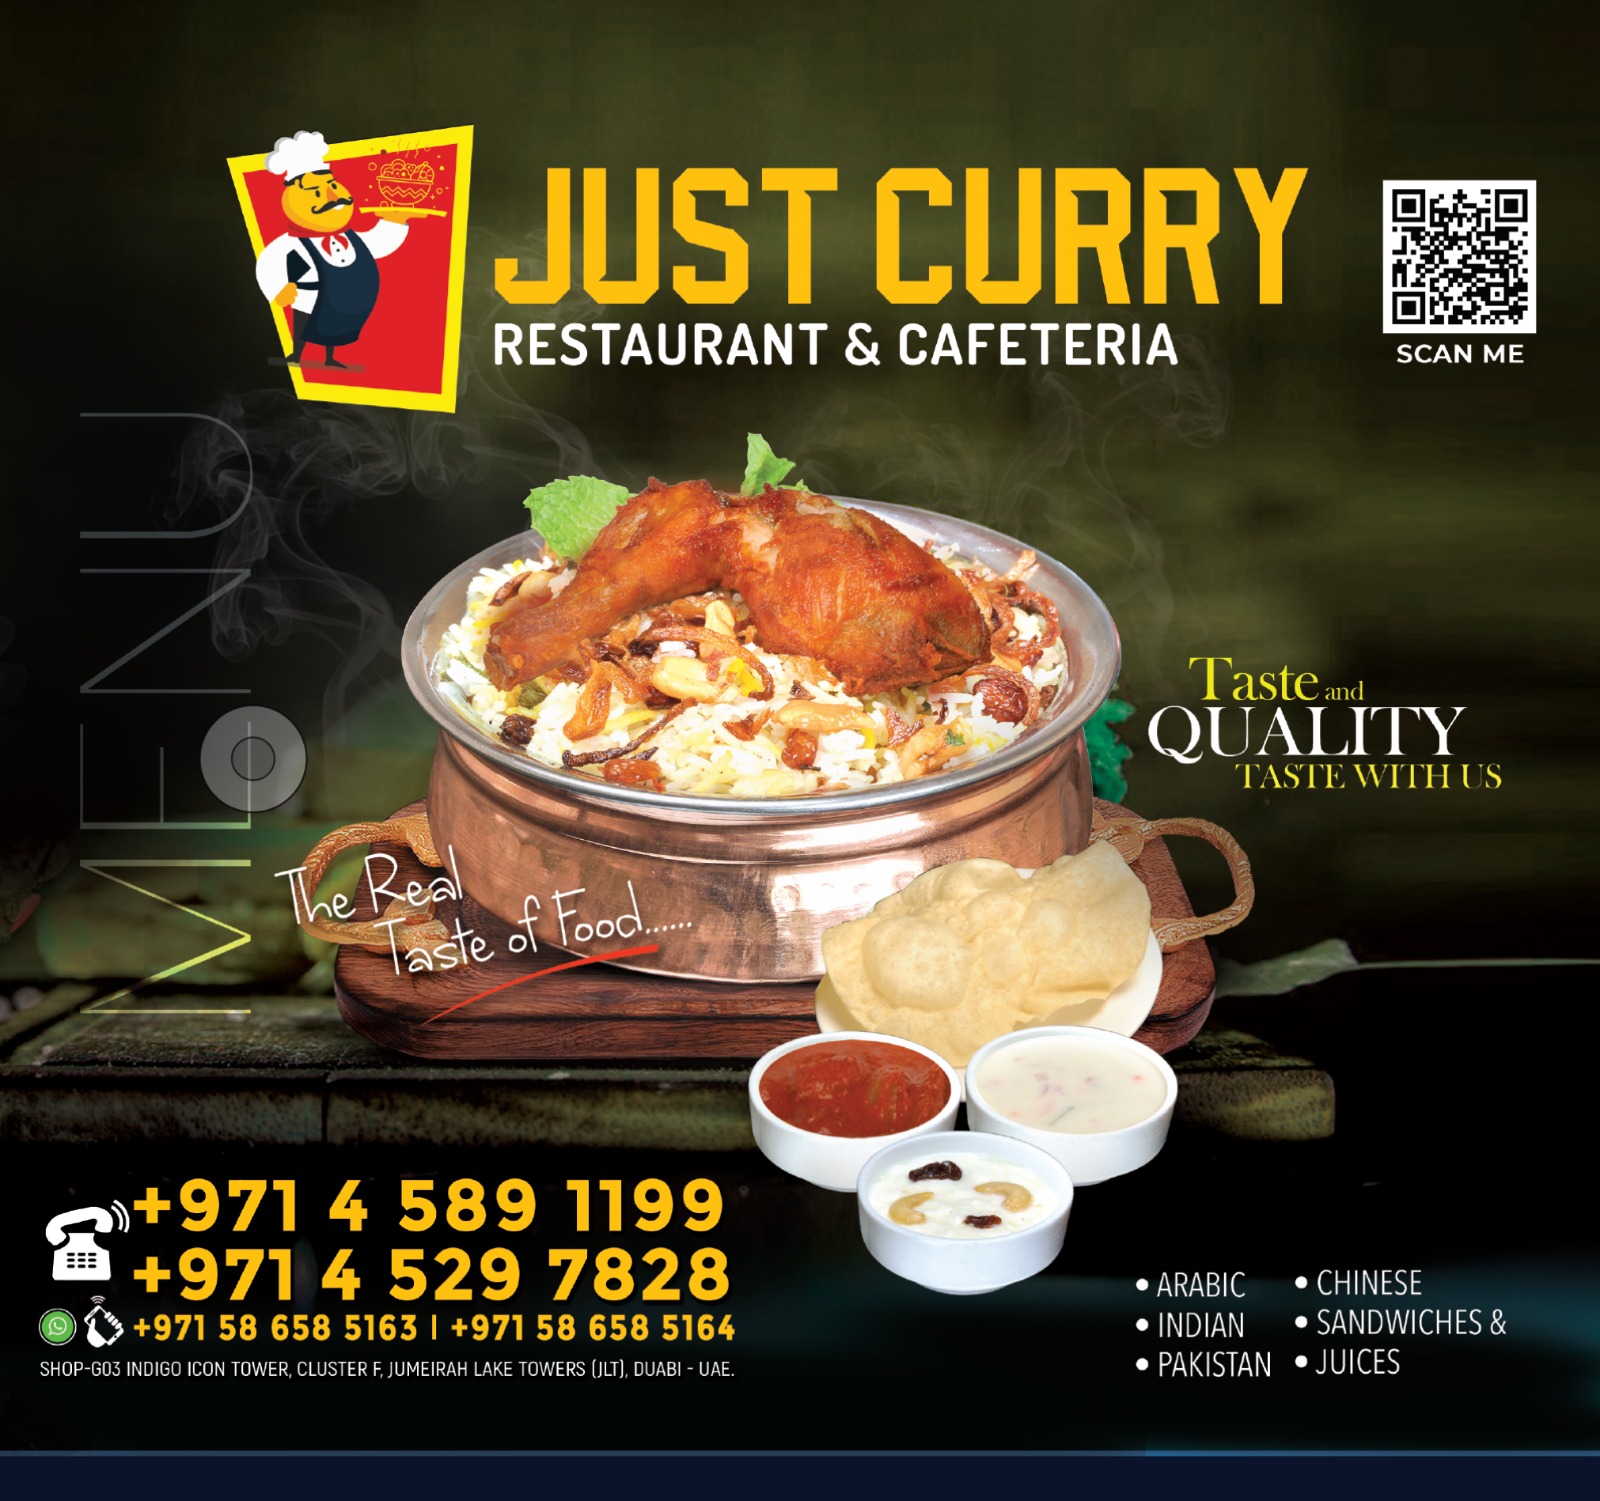 JUST CURRY
RESTAURANT & CAFETERIA
SCAN ME
MENU
Taste and
QUALITY
TASTE WITH US
The Real
Taste of Food......
+971 4 589 1199
+971 4 529 7828
+971 58 658 5163 | +971 58 658 5164
SHOP-G03 INDIGO ICON TOWER, CLUSTER F, JUMEIRAH LAKE TOWERS (JLT), DUABI - UAE.
• ARABIC
• INDIAN
• PAKISTAN
• CHINESE
• SANDWICHES &
• JUICES